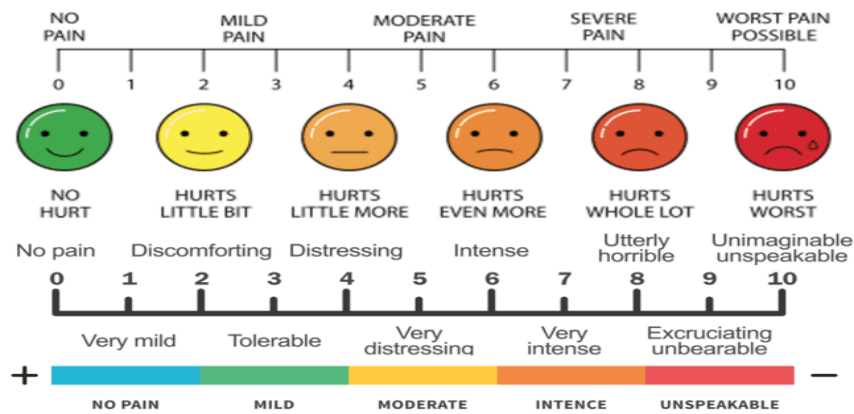 NO MILD MODERATE SEVERE WORST PAIN
PAIN PAIN PAIN PAIN POSSIBLE
0 1 2 3 4 5 6 7 8 9 10
NO HURTS HURTS HURTS HURTS HURTS
HURT LITTLE BIT LITTLE MORE EVEN MORE WHOLE LOT WORST
No pain Discomforting Distressing Intense Utterly horrible Unimaginable unspeakable
0 1 2 3 4 5 6 7 8 9 10
Very mild Tolerable Very distressing Very intense Excruciating unbearable
+ −
NO PAIN MILD MODERATE INTENCE UNSPEAKABLE